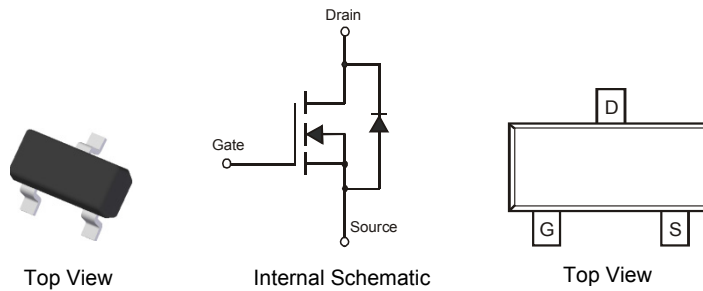 Drain
D
Gate
G
S
Source
Top View
Internal Schematic
Top View